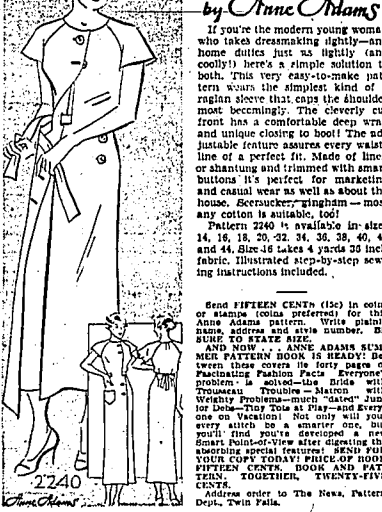 by Anne Adams
If you're the modern young woma
who takes dressmaking lightly—an
home duties just as lightly (an
coolly!) here's a simple solution t
both. This very easy-to-make pat
tern wears the simplest kind of
raglan sleeve that caps the shoulde
most becomingly. The cleverly cu
front has a comfortable deep wra
and unique closing to boot! The ad
justable feature assures every waist
line of a perfect fit. Made of line
or shantung and trimmed with smar
buttons it's perfect for marketin
and casual wear as well as about th
house. Seersucker, gingham — mos
any cotton is suitable, too!
Pattern 2240 is available in size
14, 16, 18, 20, 32, 34, 36, 38, 40, 4
and 44. Size 16 takes 4 yards 36 inc
fabric. Illustrated step-by-step sew
ing instructions included.
Send FIFTEEN CENTS (15c) in coin
or stamps (coins preferred) for thi
Anne Adams pattern. Write plainl
name, address and style number. B
SURE TO STATE SIZE.
AND NOW . . . ANNE ADAMS SUM
MER PATTERN BOOK IS READY! Be
tween these covers lie forty pages o
Fascinating Fashion Facts Everyone'
problem is solved—the Bride wit
Trousseau Troubles — Matron wit
Weighty Problems—much "dated" Jun
ior Debs—Tiny Tots at Play—and Every
one on Vacation! Not only will you
every stitch be a smarter one, bu
you'll find you've developed a ne
Smart Point-of-View after digesting th
absorbing special features! SEND FO
YOUR COPY TODAY! PRICE OF BOO
FIFTEEN CENTS. BOOK AND PAT
TERN, TOGETHER, TWENTY-FIV
CENTS.
Address order to The News, Patter
Dept., Twin Falls.
2240
Anne Adams